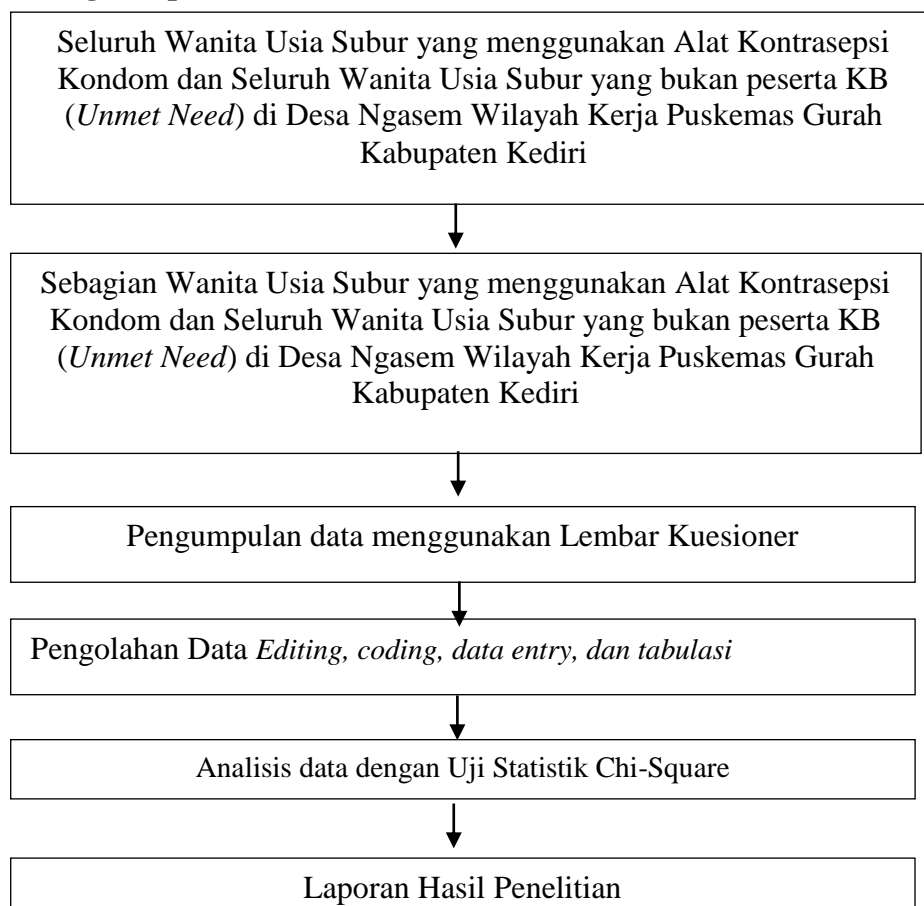 Seluruh Wanita Usia Subur yang menggunakan Alat Kontrasepsi
Kondom dan Seluruh Wanita Usia Subur yang bukan peserta KB
(Unmet Need) di Desa Ngasem Wilayah Kerja Puskemas Gurah
Kabupaten Kediri
Sebagian Wanita Usia Subur yang menggunakan Alat Kontrasepsi
Kondom dan Seluruh Wanita Usia Subur yang bukan peserta KB
(Unmet Need) di Desa Ngasem Wilayah Kerja Puskemas Gurah
Kabupaten Kediri
Pengumpulan data menggunakan Lembar Kuesioner
Pengolahan Data Editing, coding, data entry, dan tabulasi
Analisis data dengan Uji Statistik Chi-Square
Laporan Hasil Penelitian